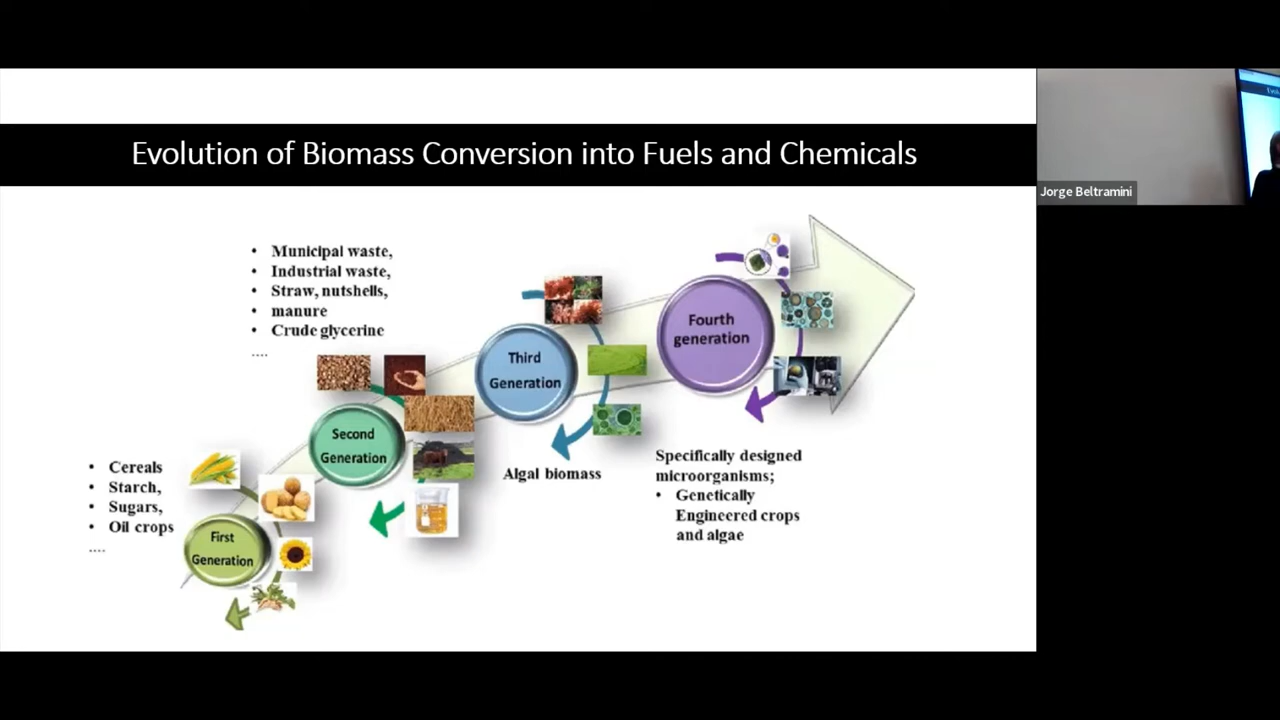 Evolution of Biomass Conversion into Fuels and Chemicals
Jorge Beltramini
• Municipal waste,
• Industrial waste,
• Straw, nutshells,
• manure
• Crude glycerine
....
Fourth
generation
Third
Generation
Second
Generation
• Cereals
• Starch,
• Sugars,
• Oil crops
....
First
Generation
Algal biomass
Specifically designed
microorganisms;
• Genetically
Engineered crops
and algae